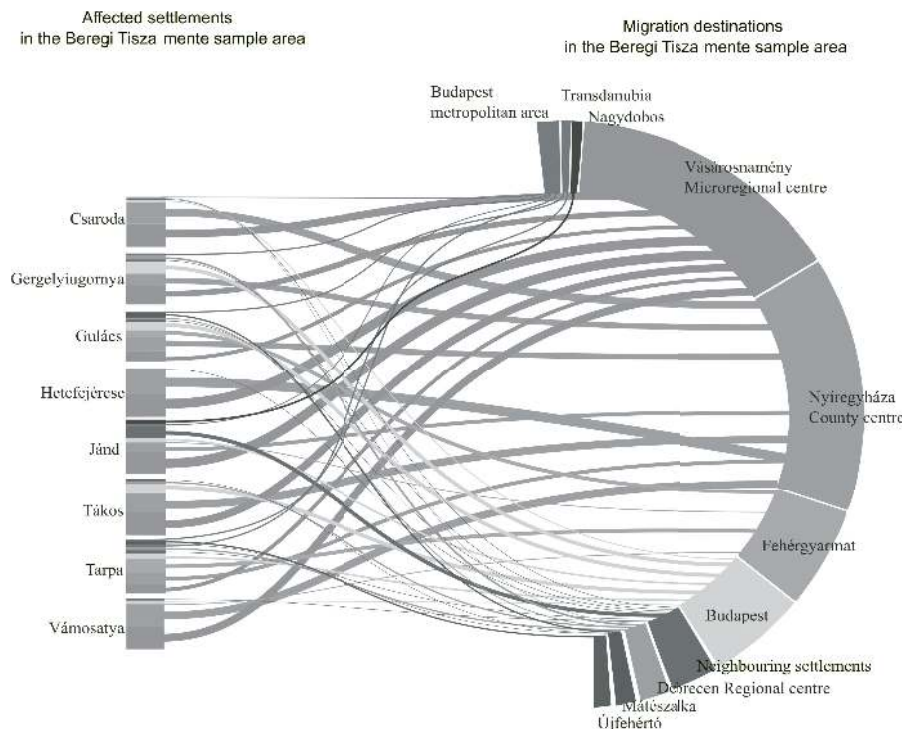 Affected settlements
in the Beregi Tisza mente sample area
Migration destinations
in the Beregi Tisza mente sample area
Budapest
metropolitan area
Transdanubia
Nagydobos
Vásárosnamény
Microregional centre
Csaroda
Gergelyiugornya
Gulács
Hetefejércse
Jánd
Tákos
Tarpa
Vámosatya
Nyíregyháza
County centre
Fehérgyarmat
Budapest
Neighbouring settlements
Debrecen Regional centre
Mátészalka
Újfehértó